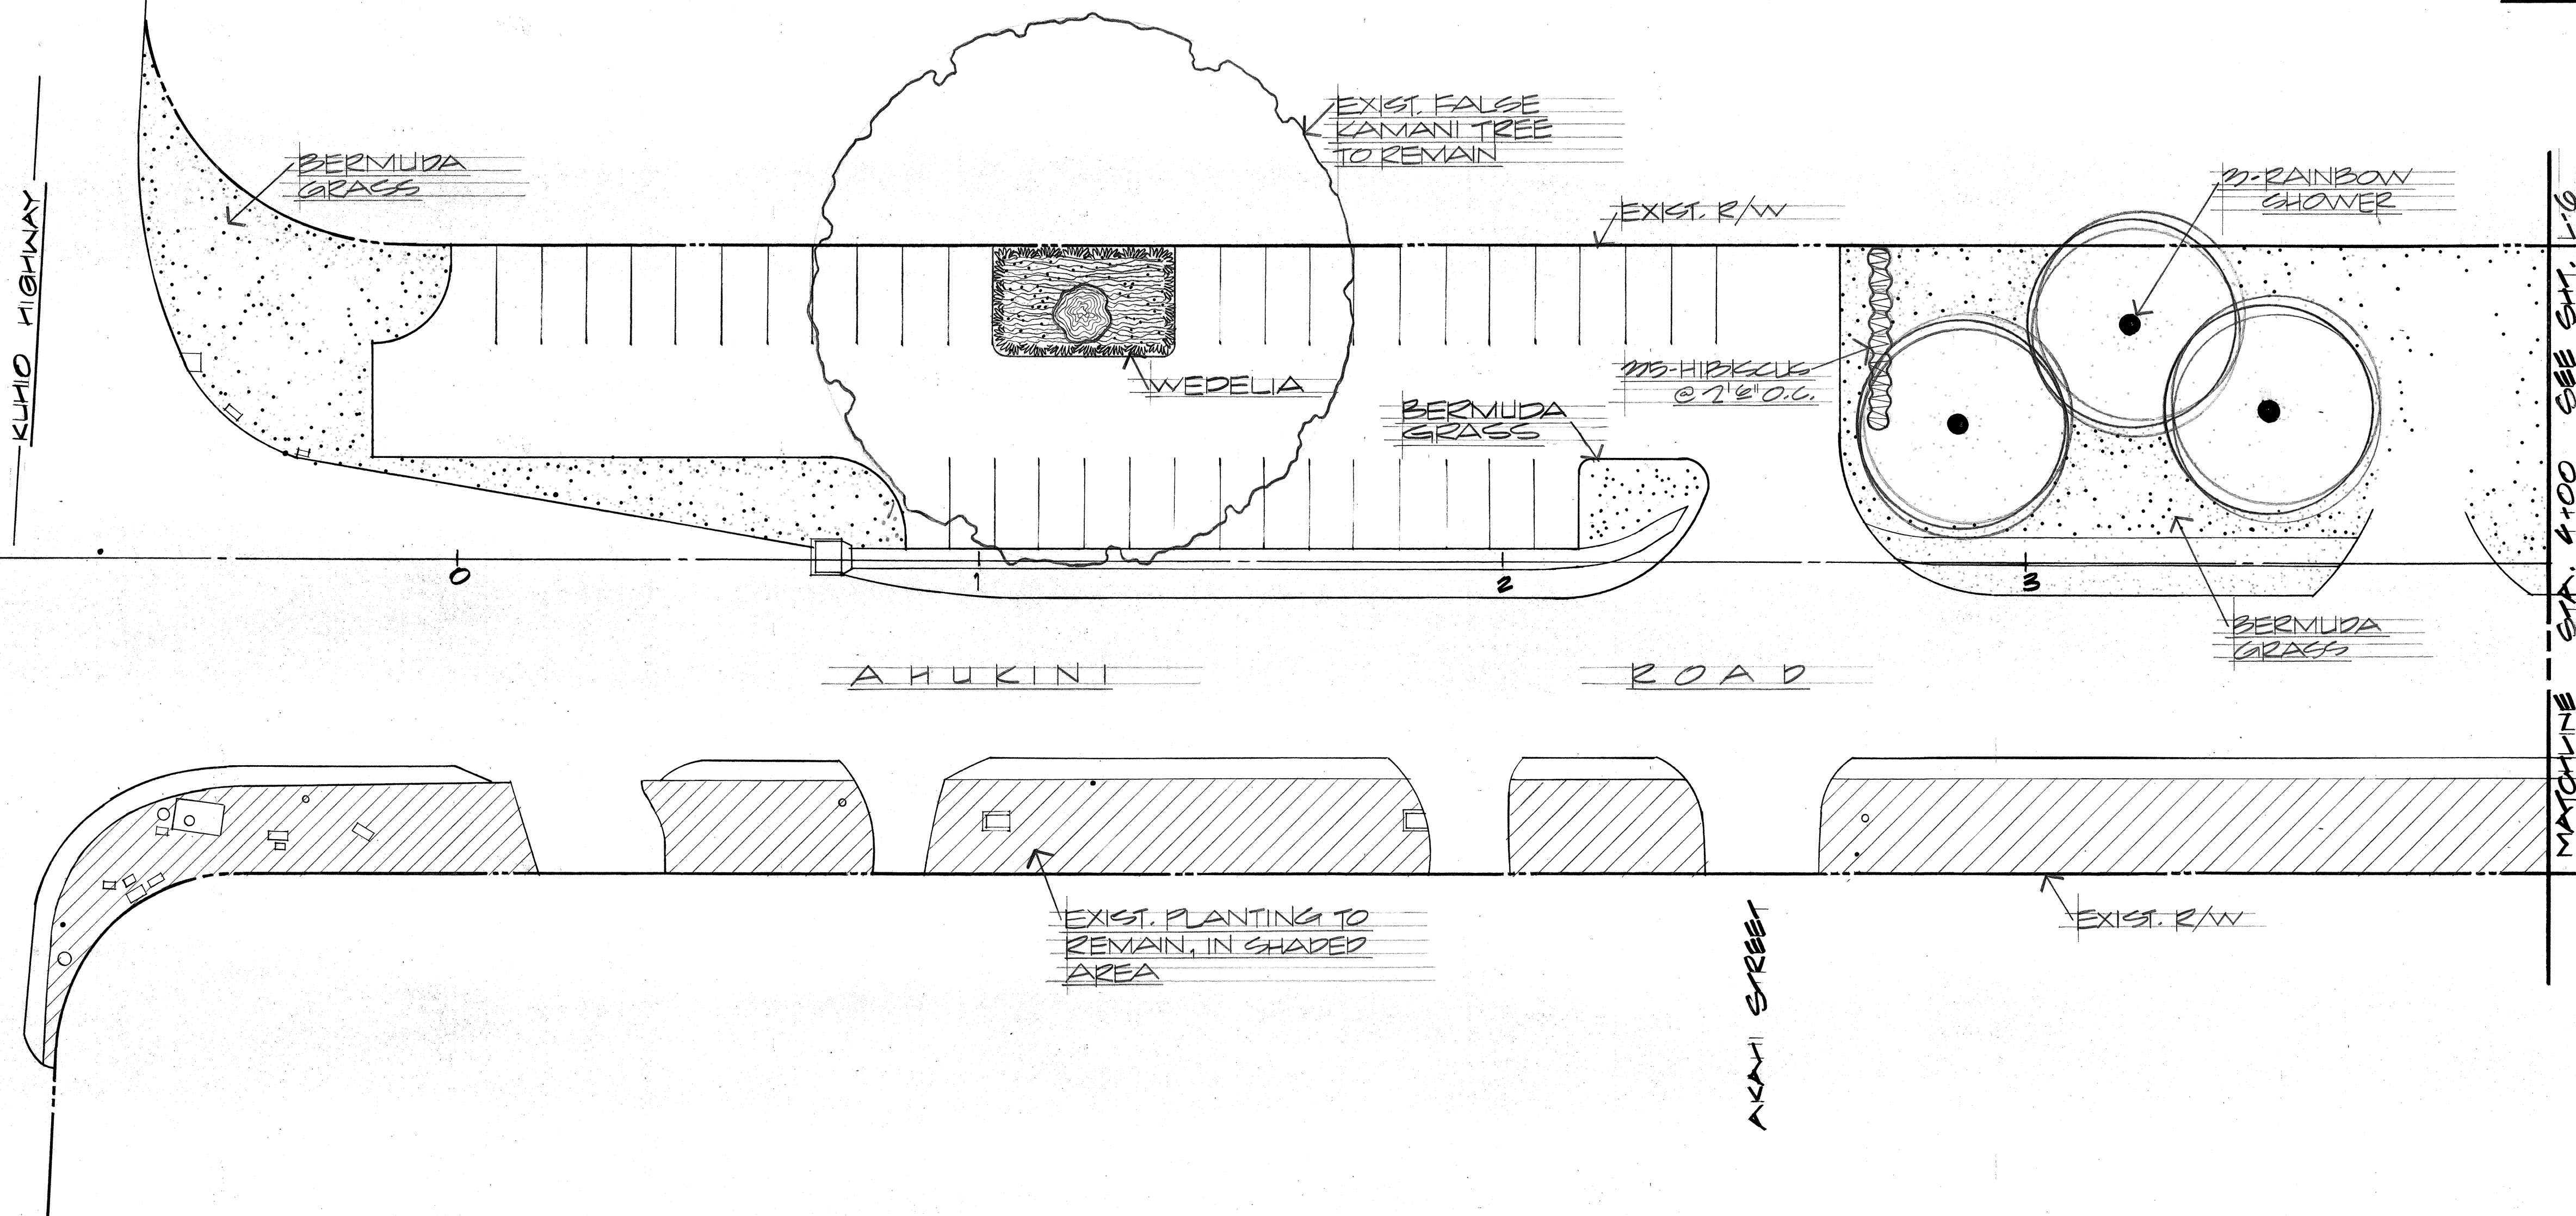 KUHIO HIGHWAY
BERMUDA
GRASS
EXIST. FALSE
KAMANI TREE
TO REMAIN
EXIST. R/W
3-RAINBOW
SHOWER
WEDELIA
BERMUDA
GRASS
35-HIBISCUS
@ 2'6" O.C.
0
1
2
3
BERMUDA
GRASS
AHUKINI ROAD
EXIST. PLANTING TO
REMAIN, IN SHADED
AREA
AKAHI STREET
EXIST. R/W
MATCHLINE STA. 4+00 SEE SHT. L-6